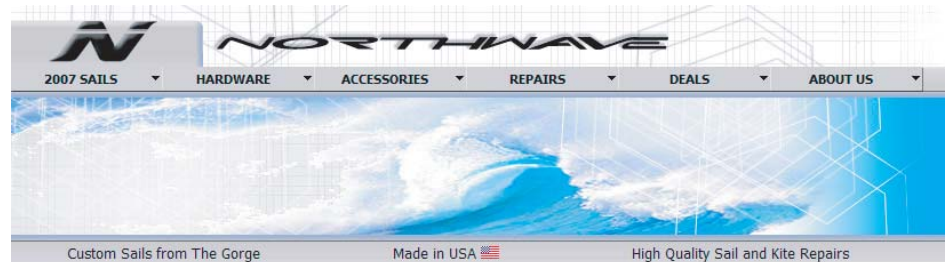 N NORTHWAVE
2007 SAILS HARDWARE ACCESSORIES REPAIRS DEALS ABOUT US
Custom Sails from The Gorge Made in USA High Quality Sail and Kite Repairs